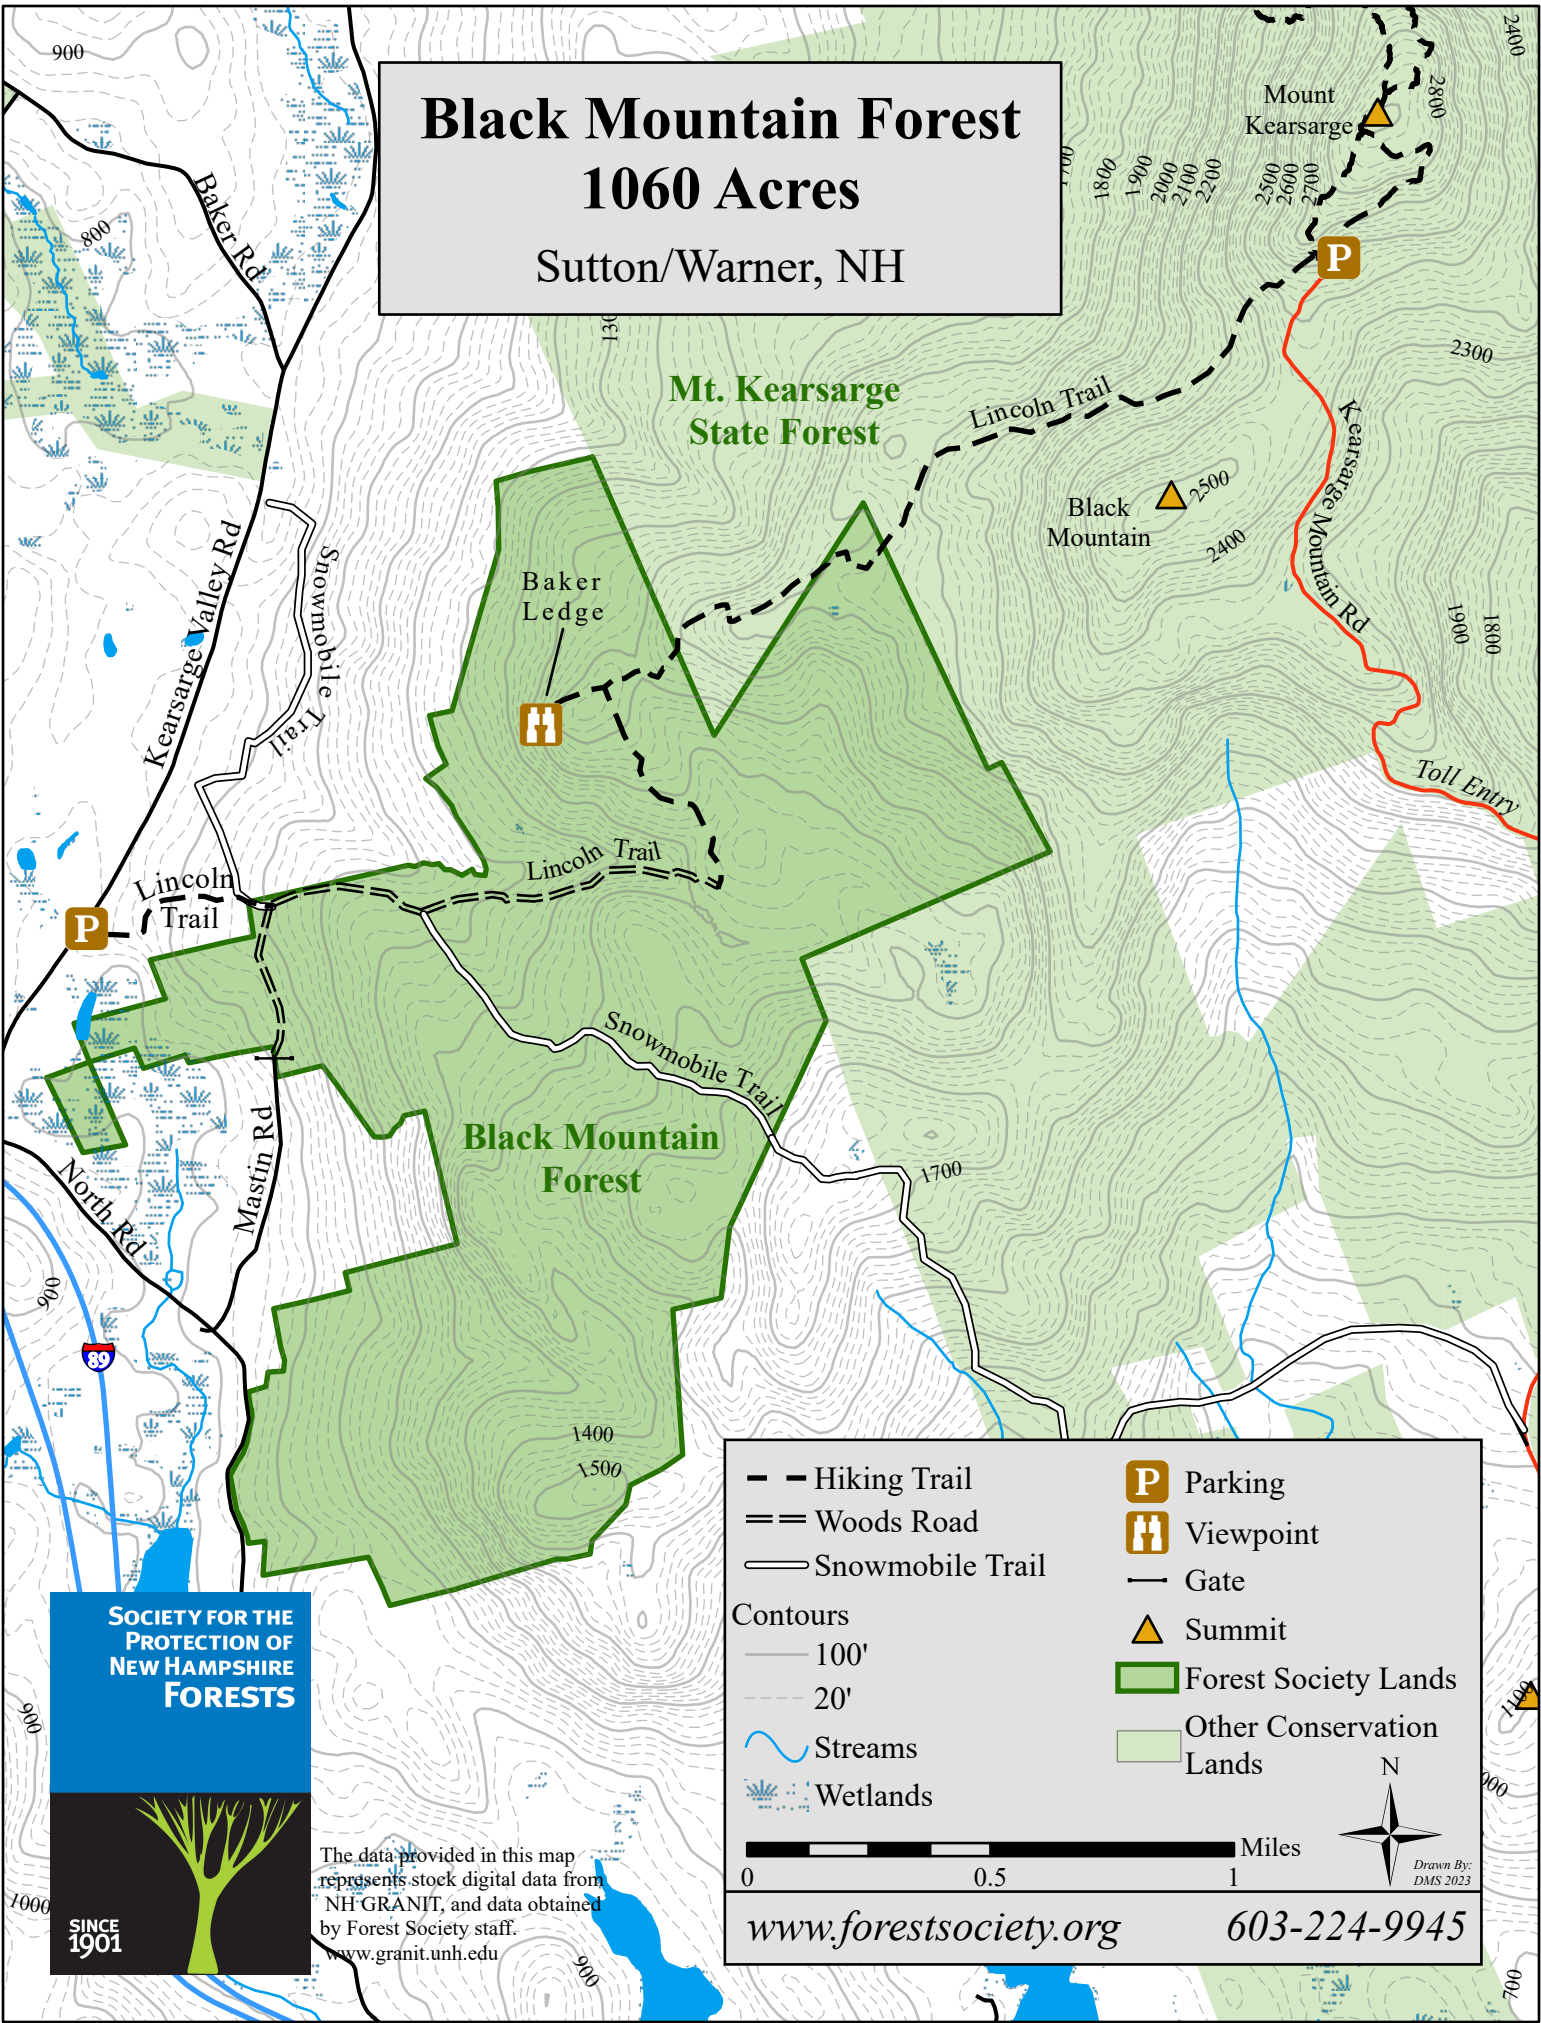 Black Mountain Forest
1060 Acres
Sutton/Warner, NH
900
800
Baker Rd
Mount
Kearsarge
2400
2800
1800
1900
2000
2100
2200
2500
2600
2700
P
2300
Mt. Kearsarge
State Forest
Lincoln Trail
Kearsarge Mountain Rd
Black
Mountain
2500
2400
1900
1800
Toll Entry
Kearsarge Valley Rd
Snowmobile Trail
Baker
Ledge
Lincoln
Trail
P
Lincoln Trail
Snowmobile Trail
Black Mountain
Forest
1700
Mastin Rd
North Rd
900
89
1400
1500
Hiking Trail
Woods Road
Snowmobile Trail
Contours
100'
20'
Streams
Wetlands
P
Parking
Viewpoint
Gate
Summit
Forest Society Lands
Other Conservation
Lands
N
0
0.5
1
Miles
Drawn By:
DMS 2023
www.forestsociety.org
603-224-9945
1100
700
900
1000
900
SOCIETY FOR THE
PROTECTION OF
NEW HAMPSHIRE
FORESTS
SINCE
1901
The data provided in this map
represents stock digital data from
NH GRANIT, and data obtained
by Forest Society staff.
www.granit.unh.edu